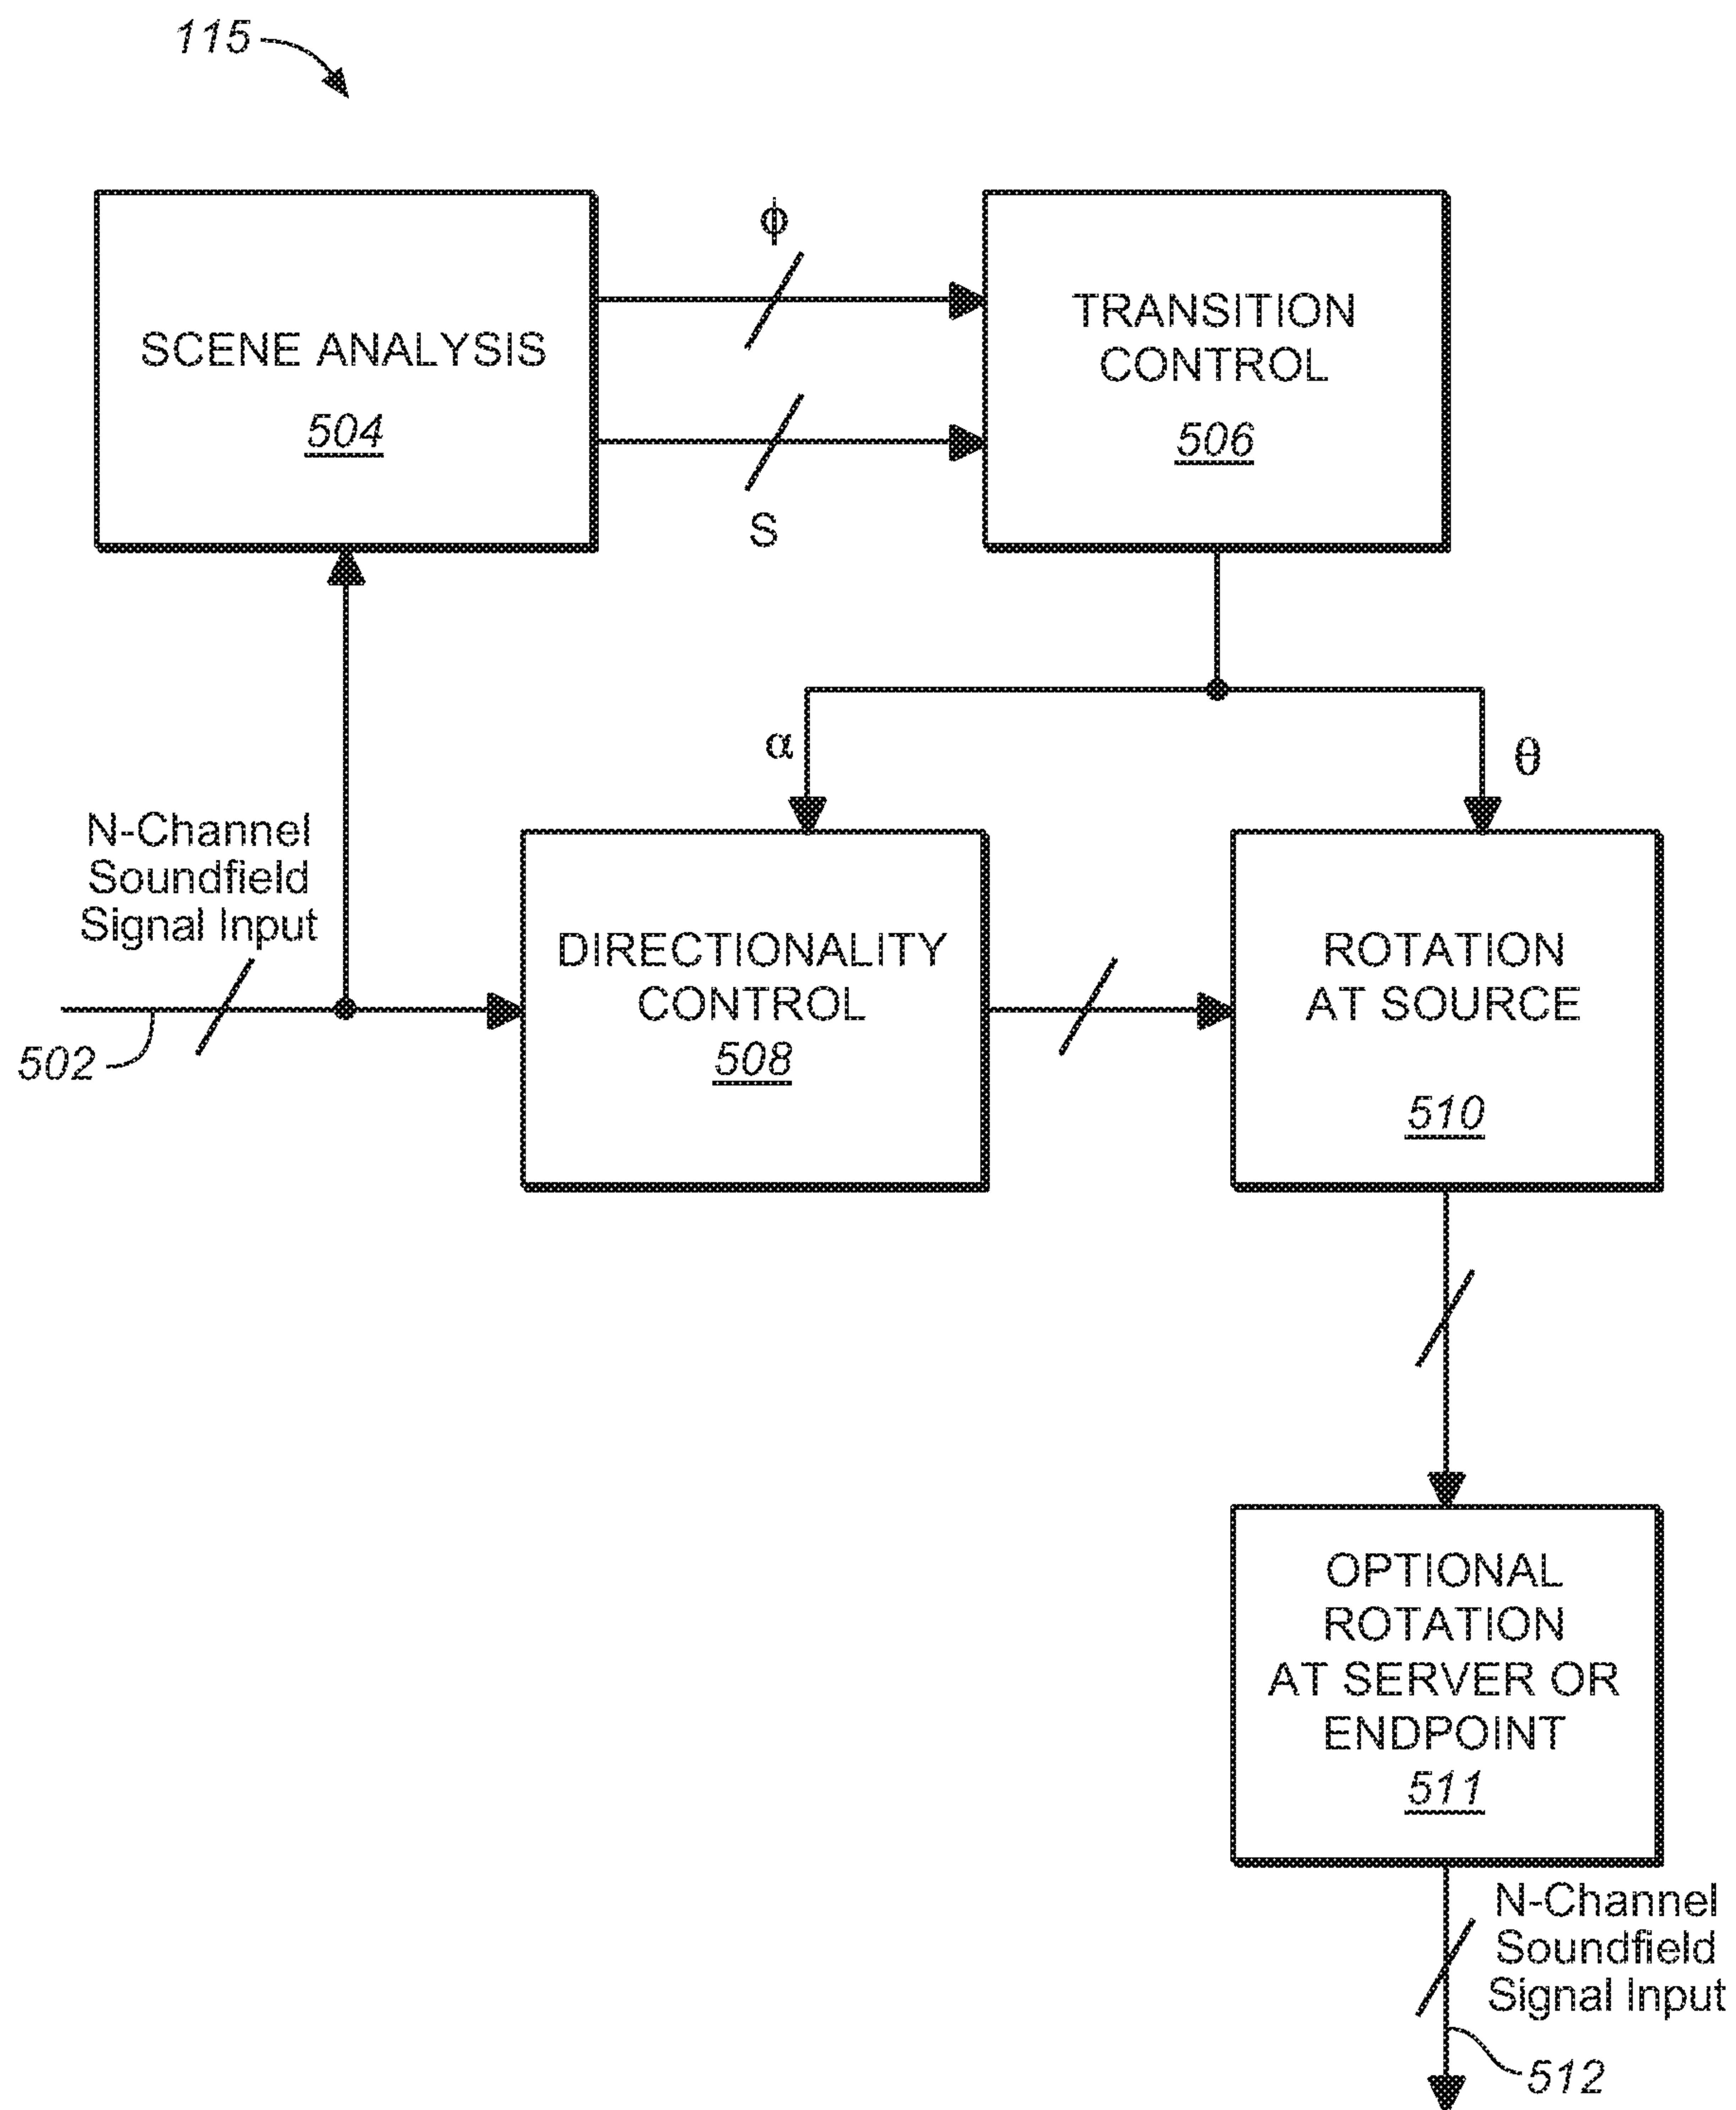 115
ϕ
SCENE ANALYSIS
504
TRANSITION
CONTROL
506
S
α
θ
N-Channel
Soundfield
Signal Input
502
DIRECTIONALITY
CONTROL
508
ROTATION
AT SOURCE
510
OPTIONAL
ROTATION
AT SERVER OR
ENDPOINT
511
N-Channel
Soundfield
Signal Input
512